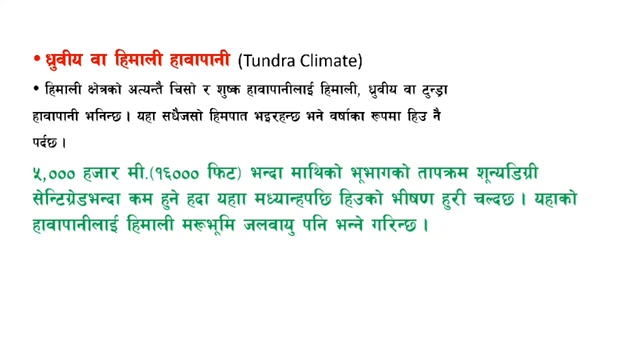 • ध्रुवीय वा हिमाली हावापानी (Tundra Climate)
• हिमाली क्षेत्रको अत्यन्तै चिसो र शुष्क हावापानीलाई हिमाली, ध्रुवीय वा टुन्ड्रा
हावापानी भनिन्छ । यहा सधैजसो हिमपात भइरहन्छ भने वर्षाका रूपमा हिउ नै
पर्दछ ।
५,००० हजार मी.(१६००० फिट) भन्दा माथिको भूभागको तापक्रम शून्यडिग्री
सेन्टिग्रेडभन्दा कम हुने हदा यहाा मध्यान्हपछि हिउको भीषण हुरी चल्दछ । यहाको
हावापानीलाई हिमाली मरूभूमि जलवायु पनि भन्ने गरिन्छ ।